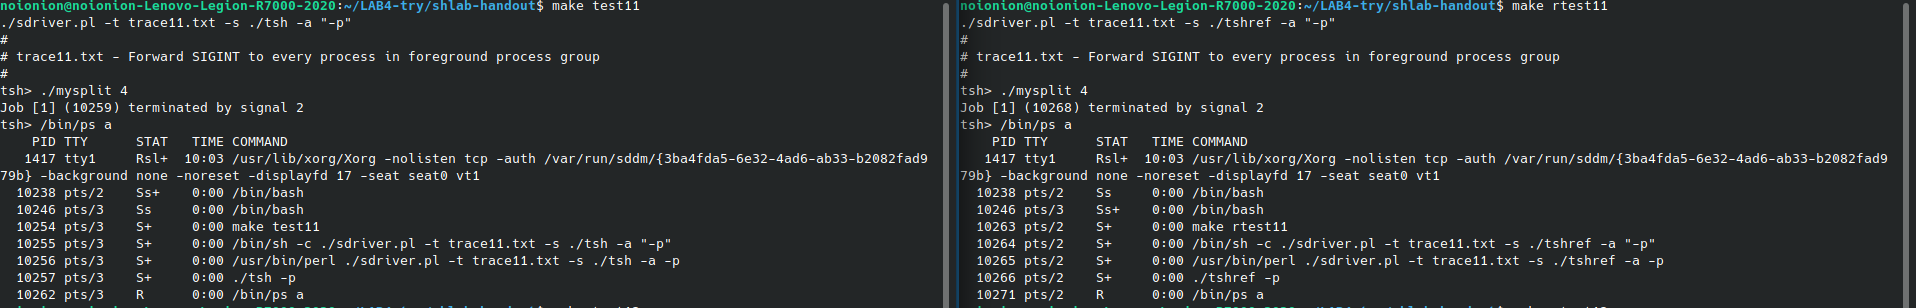 noionion@noionion-Lenovo-Legion-R7000-2020:~/LAB4-try/shlab-handout$ make test11
./sdriver.pl -t trace11.txt -s ./tsh -a "-p"
#
# trace11.txt - Forward SIGINT to every process in foreground process group
#
tsh> ./mysplit 4
Job [1] (10259) terminated by signal 2
tsh> /bin/ps a
    PID TTY      STAT   TIME COMMAND
   1417 tty1     Rsl+  10:03 /usr/lib/xorg/Xorg -nolisten tcp -auth /var/run/sddm/{3ba4fda5-6e32-4ad6-ab33-b2082fad9
79b} -background none -noreset -displayfd 17 -seat seat0 vt1
  10238 pts/2    Ss+    0:00 /bin/bash
  10246 pts/3    Ss     0:00 /bin/bash
  10254 pts/3    S+     0:00 make test11
  10255 pts/3    S+     0:00 /bin/sh -c ./sdriver.pl -t trace11.txt -s ./tsh -a "-p"
  10256 pts/3    S+     0:00 /usr/bin/perl ./sdriver.pl -t trace11.txt -s ./tsh -a -p
  10257 pts/3    S+     0:00 ./tsh -p
  10262 pts/3    R      0:00 /bin/ps a
noionion@noionion-Lenovo-Legion-R7000-2020:~/LAB4-try/shlab-handout$ make rtest11
./sdriver.pl -t trace11.txt -s ./tshref -a "-p"
#
# trace11.txt - Forward SIGINT to every process in foreground process group
#
tsh> ./mysplit 4
Job [1] (10268) terminated by signal 2
tsh> /bin/ps a
    PID TTY      STAT   TIME COMMAND
   1417 tty1     Rsl+  10:03 /usr/lib/xorg/Xorg -nolisten tcp -auth /var/run/sddm/{3ba4fda5-6e32-4ad6-ab33-b2082fad9
79b} -background none -noreset -displayfd 17 -seat seat0 vt1
  10238 pts/2    Ss     0:00 /bin/bash
  10246 pts/3    Ss+    0:00 /bin/bash
  10263 pts/2    S+     0:00 make rtest11
  10264 pts/2    S+     0:00 /bin/sh -c ./sdriver.pl -t trace11.txt -s ./tshref -a "-p"
  10265 pts/2    S+     0:00 /usr/bin/perl ./sdriver.pl -t trace11.txt -s ./tshref -a -p
  10266 pts/2    S+     0:00 ./tshref -p
  10271 pts/2    R      0:00 /bin/ps a